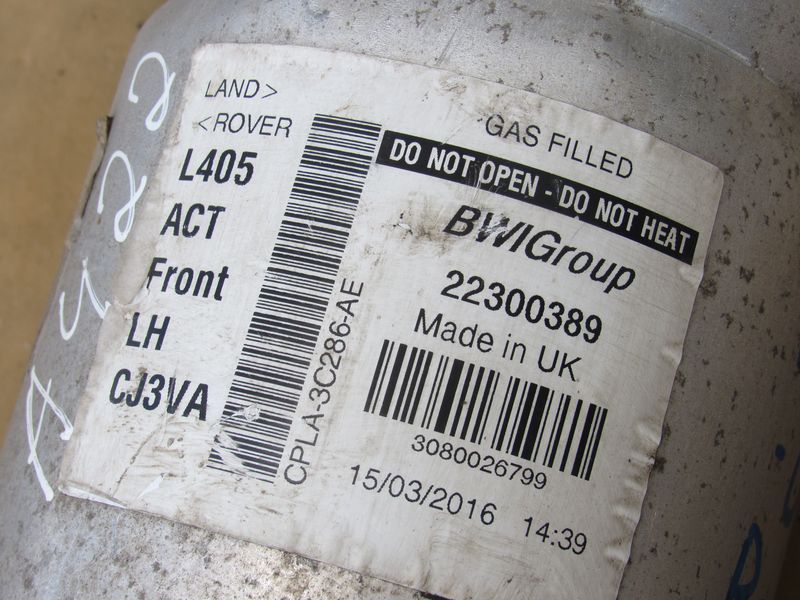 LAND>
<ROVER
L405
ACT
Front
LH
CJ3VA
CPLA-3C286-AE
GAS FILLED
DO NOT OPEN - DO NOT HEAT
BWIGroup
22300389
Made in UK
3080026799
15/03/2016 14:39